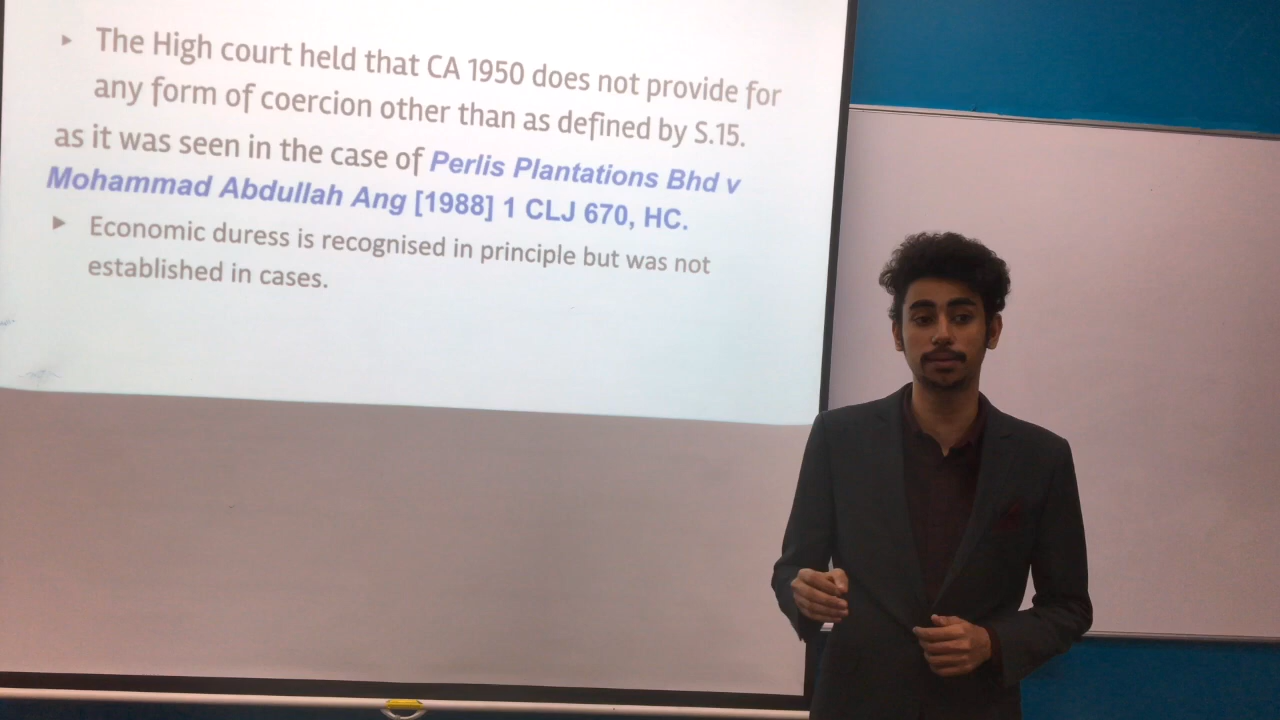 ▸ The High court held that CA 1950 does not provide for
any form of coercion other than as defined by S.15.
as it was seen in the case of Perlis Plantations Bhd v
Mohammad Abdullah Ang [1988] 1 CLJ 670, HC.
▸ Economic duress is recognised in principle but was not
established in cases.